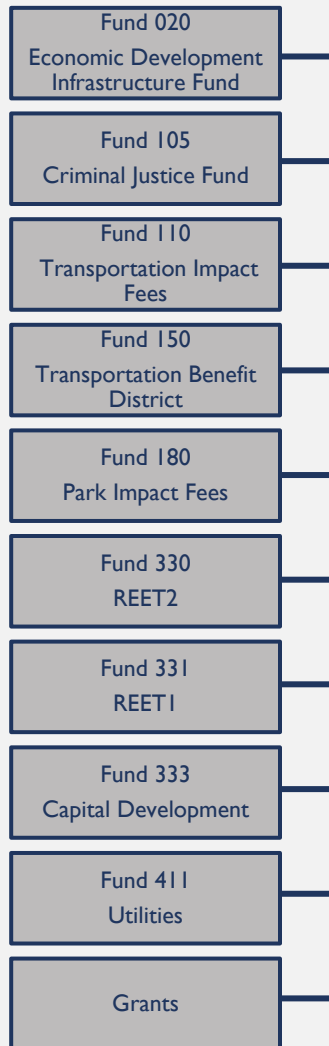 Fund 020
Economic Development
Infrastructure Fund
Fund 105
Criminal Justice Fund
Fund 110
Transportation Impact
Fees
Fund 150
Transportation Benefit
District
Fund 180
Park Impact Fees
Fund 330
REET2
Fund 331
REET1
Fund 333
Capital Development
Fund 411
Utilities
Grants